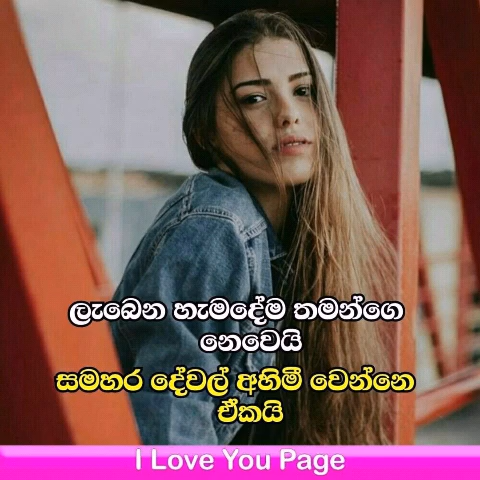 ලැබෙන හැමදේම තමන්ගෙ
නෙවෙයි
සමහර දේවල් අහිමි වෙන්නෙ
ඒකයි
I Love You Page